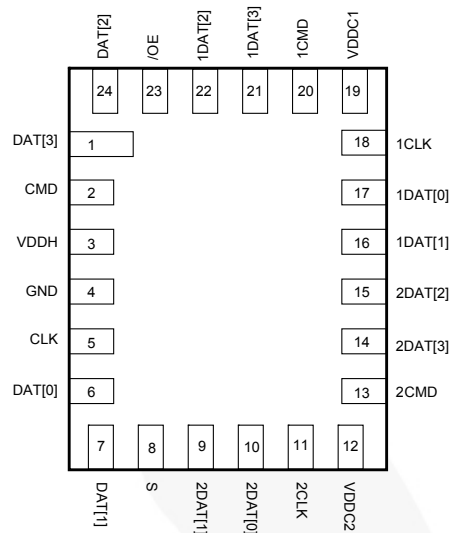 DAT[2]
/OE
1DAT[2]
1DAT[3]
1CMD
VDDC1
24
23
22
21
20
19
DAT[3]
1
18
1CLK
CMD
2
17
1DAT[0]
VDDH
3
16
1DAT[1]
GND
4
15
2DAT[2]
CLK
5
14
2DAT[3]
DAT[0]
6
13
2CMD
7
8
9
10
11
12
DAT[1]
S
2DAT[1]
2DAT[0]
2CLK
VDDC2